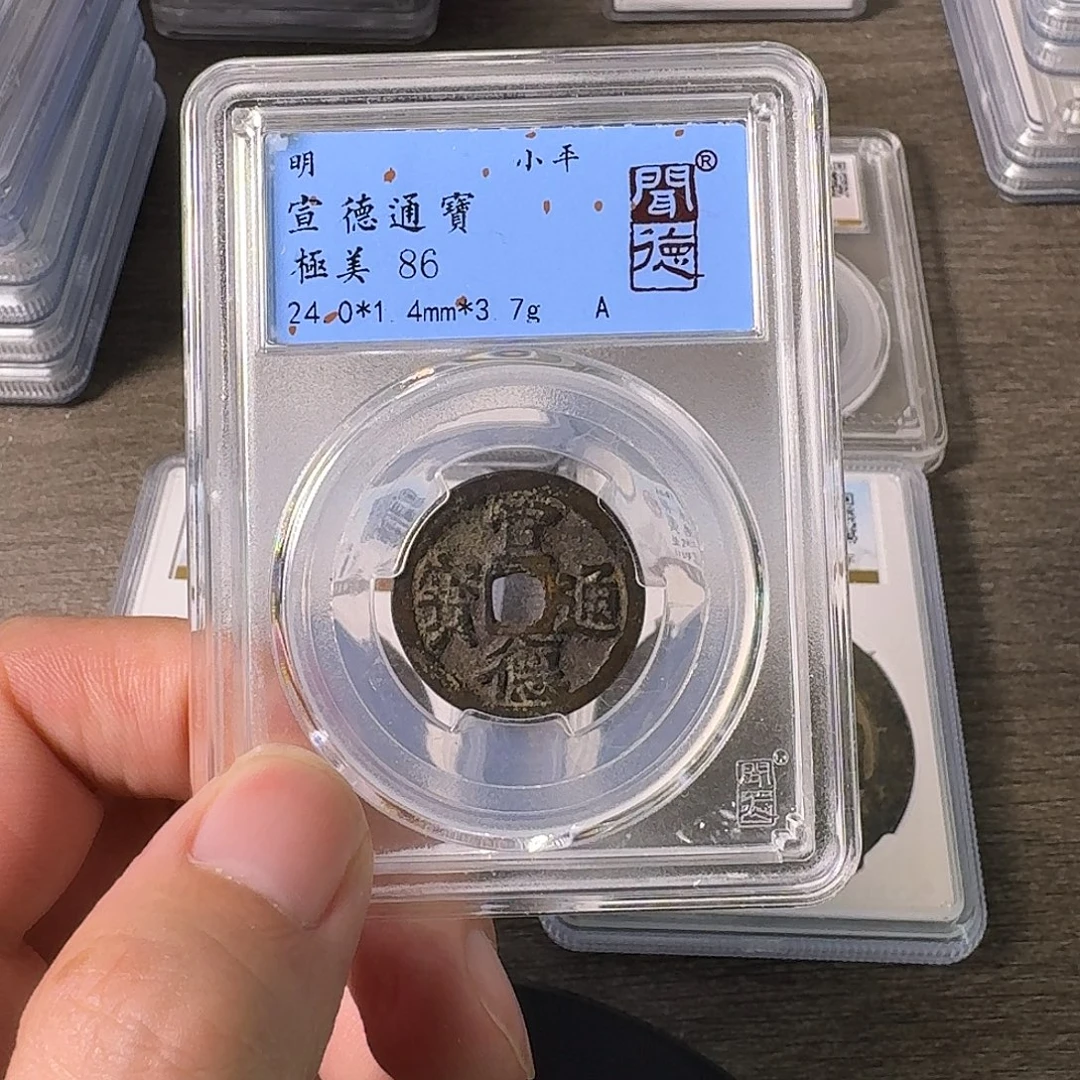 明 小平
宣德通寶
極美 86
24.0*1.4mm*3.7g A
聞德®
宣德通寶
聞德